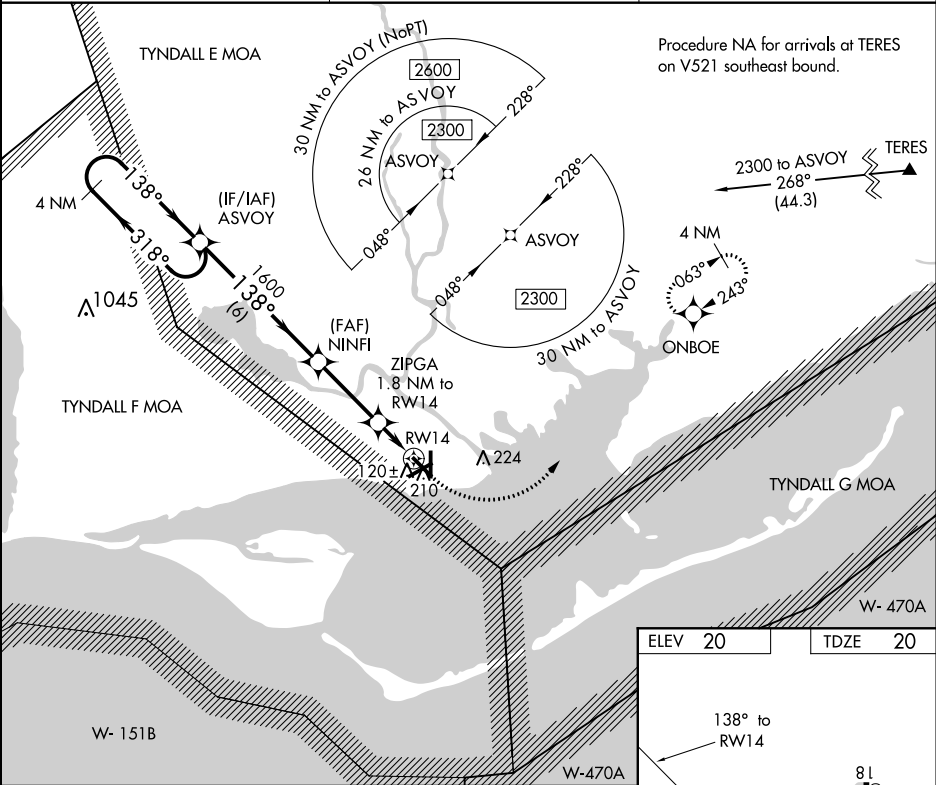 TYNDALL E MOA
30 NM to ASVOY (NoPT)
2600
26 NM to ASVOY
2300
ASVOY
228°
048°
Procedure NA for arrivals at TERES
on V521 southeast bound.
TERES
2300 to ASVOY
268°
(44.3)
228°
ASVOY
048°
2300
30 NM to ASVOY
4 NM
063°
243°
ONBOE
138°
4 NM
318°
(IF/IAF)
ASVOY
1600
138°
(6)
1045
(FAF)
NINFI
ZIPGA
1.8 NM to
RW14
TYNDALL F MOA
RW14
120±
210
224
TYNDALL G MOA
W- 470A
W- 151B
W-470A
ELEV 20
TDZE 20
138° to
RW14
18